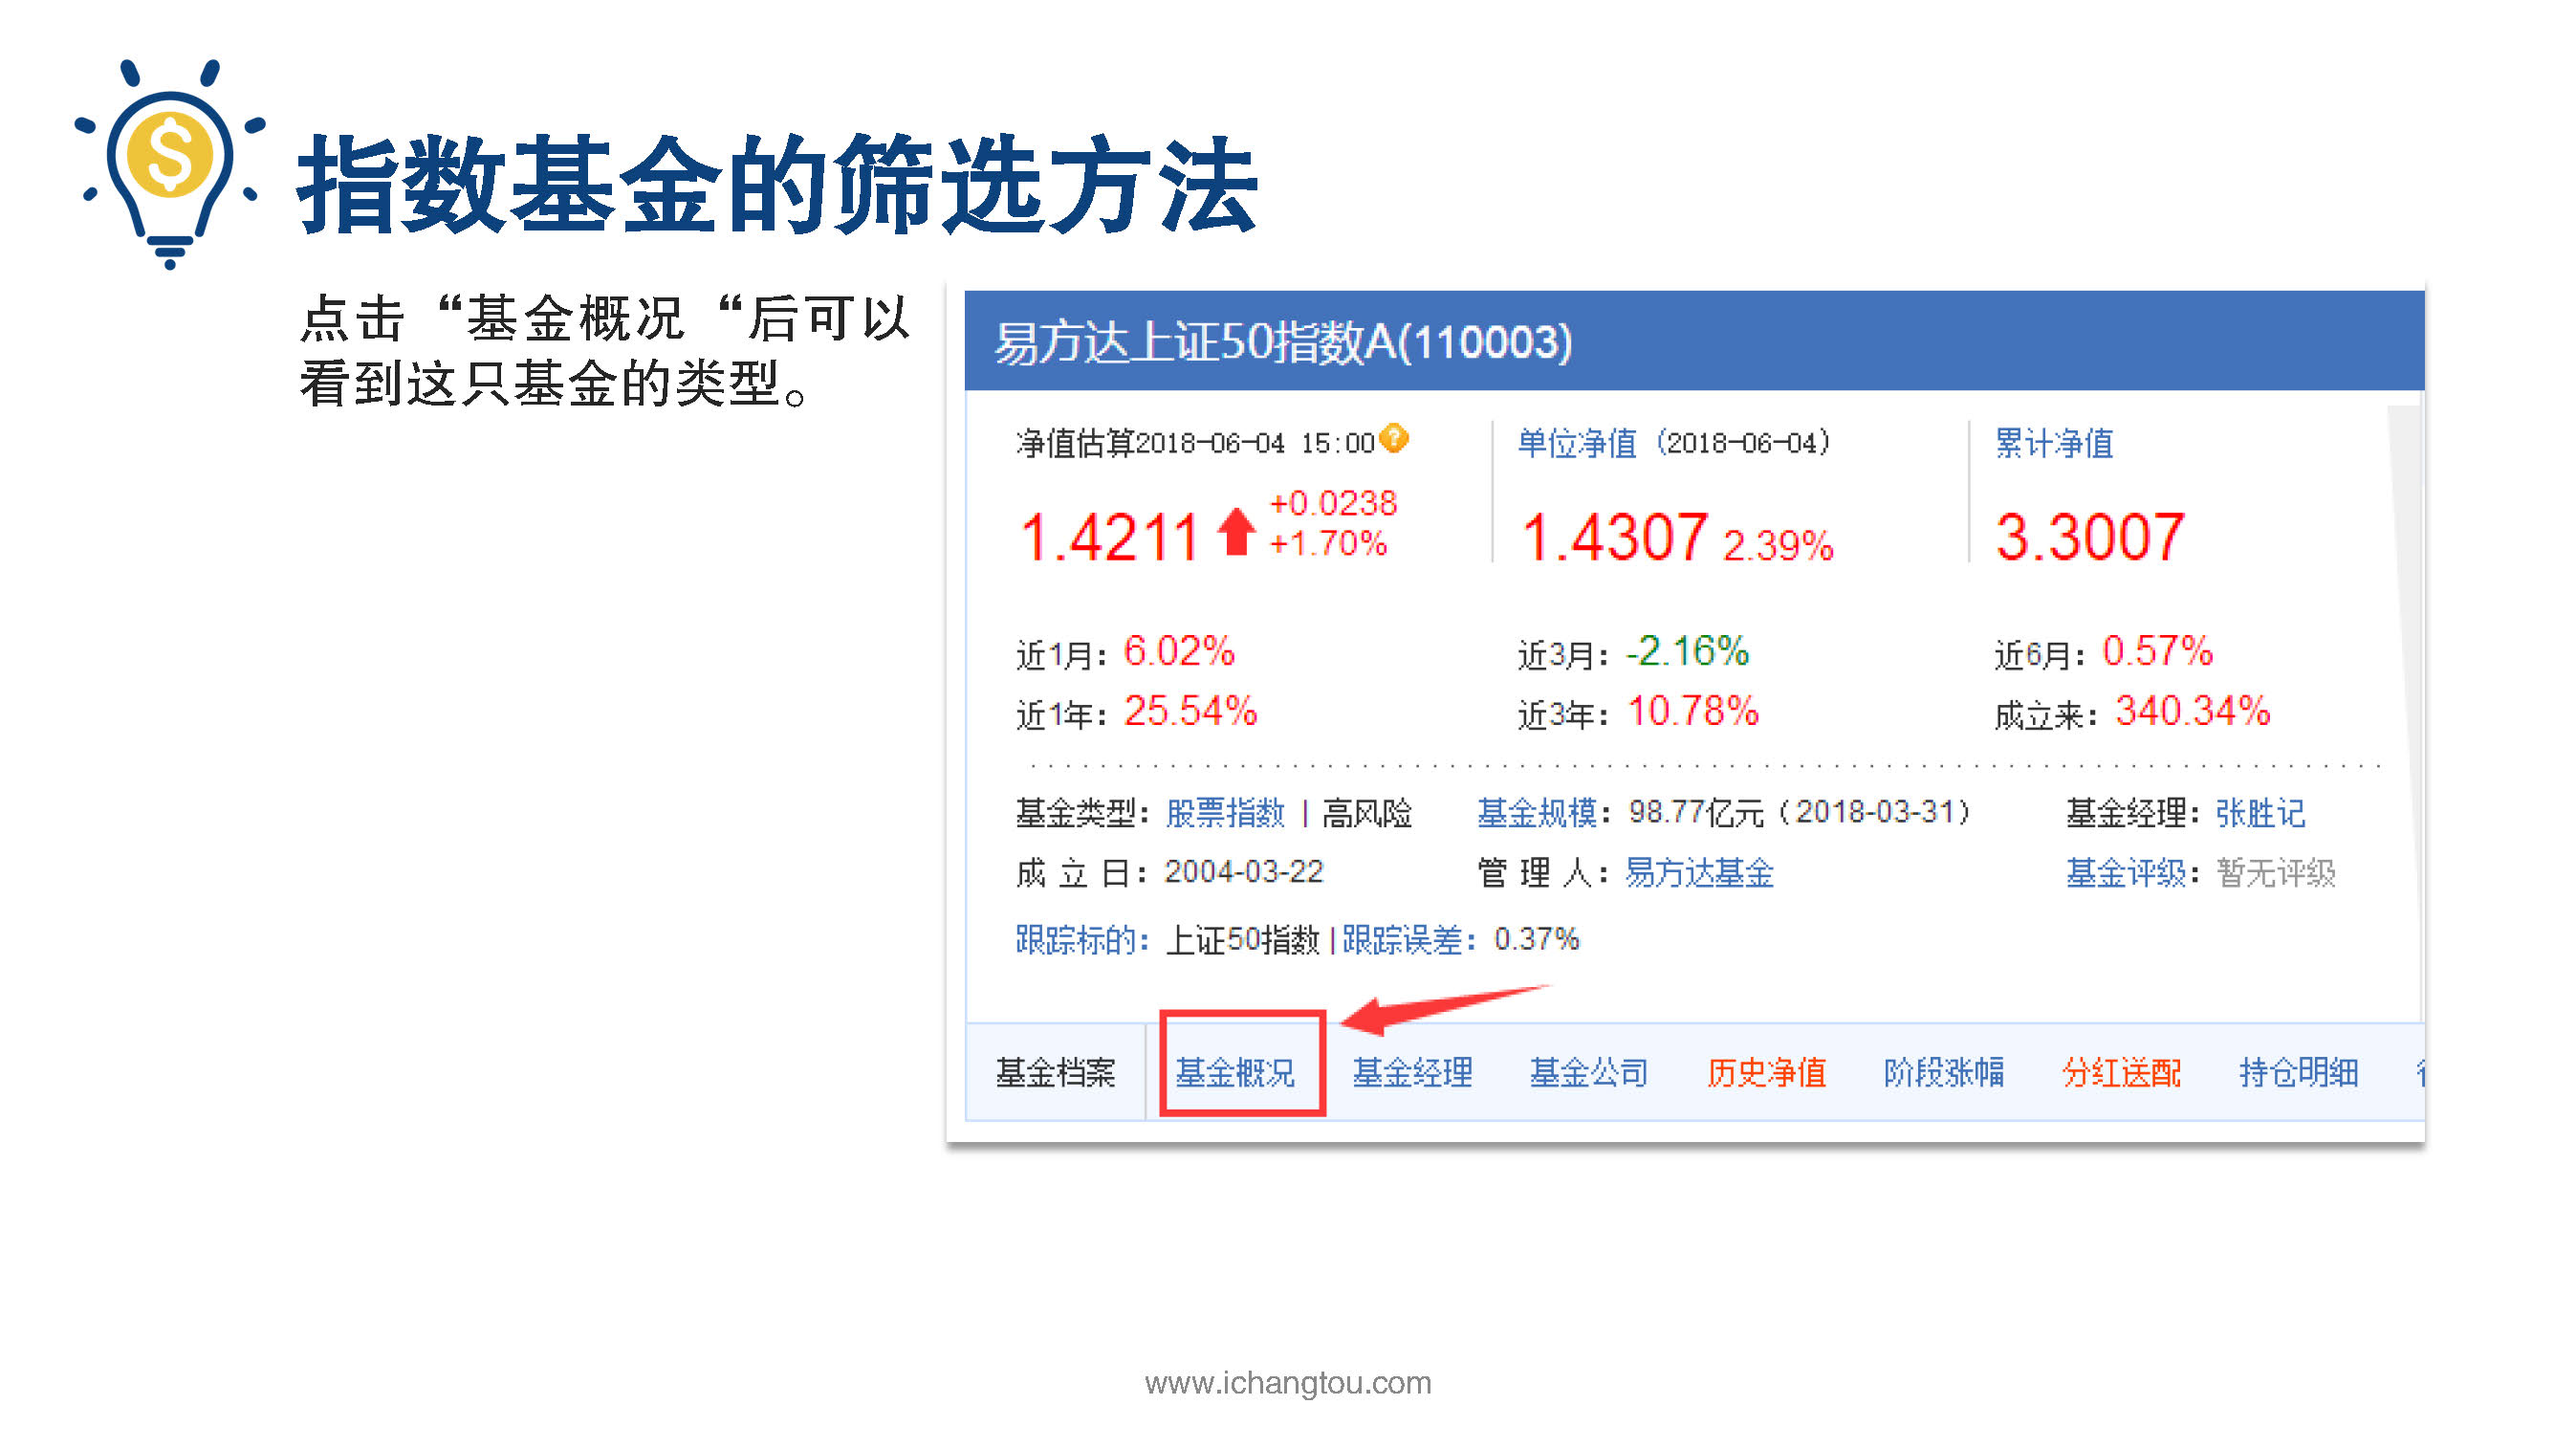 指数基金的筛选方法
点击“基金概况“后可以
看到这只基金的类型。
易方达上证50指数A(110003)
净值估算2018-06-04 15:00 ? 单位净值（2018-06-04） 累计净值
1.4211 +0.0238 +1.70% 1.4307 2.39% 3.3007
近1月：6.02% 近3月：-2.16% 近6月：0.57%
近1年：25.54% 近3年：10.78% 成立来：340.34%
基金类型：股票指数 | 高风险 基金规模：98.77亿元（2018-03-31） 基金经理：张胜记
成 立 日：2004-03-22 管 理 人：易方达基金 基金评级：暂无评级
跟踪标的：上证50指数 | 跟踪误差：0.37%
基金档案 基金概况 基金经理 基金公司 历史净值 阶段涨幅 分红送配 持仓明细
www.ichangtou.com